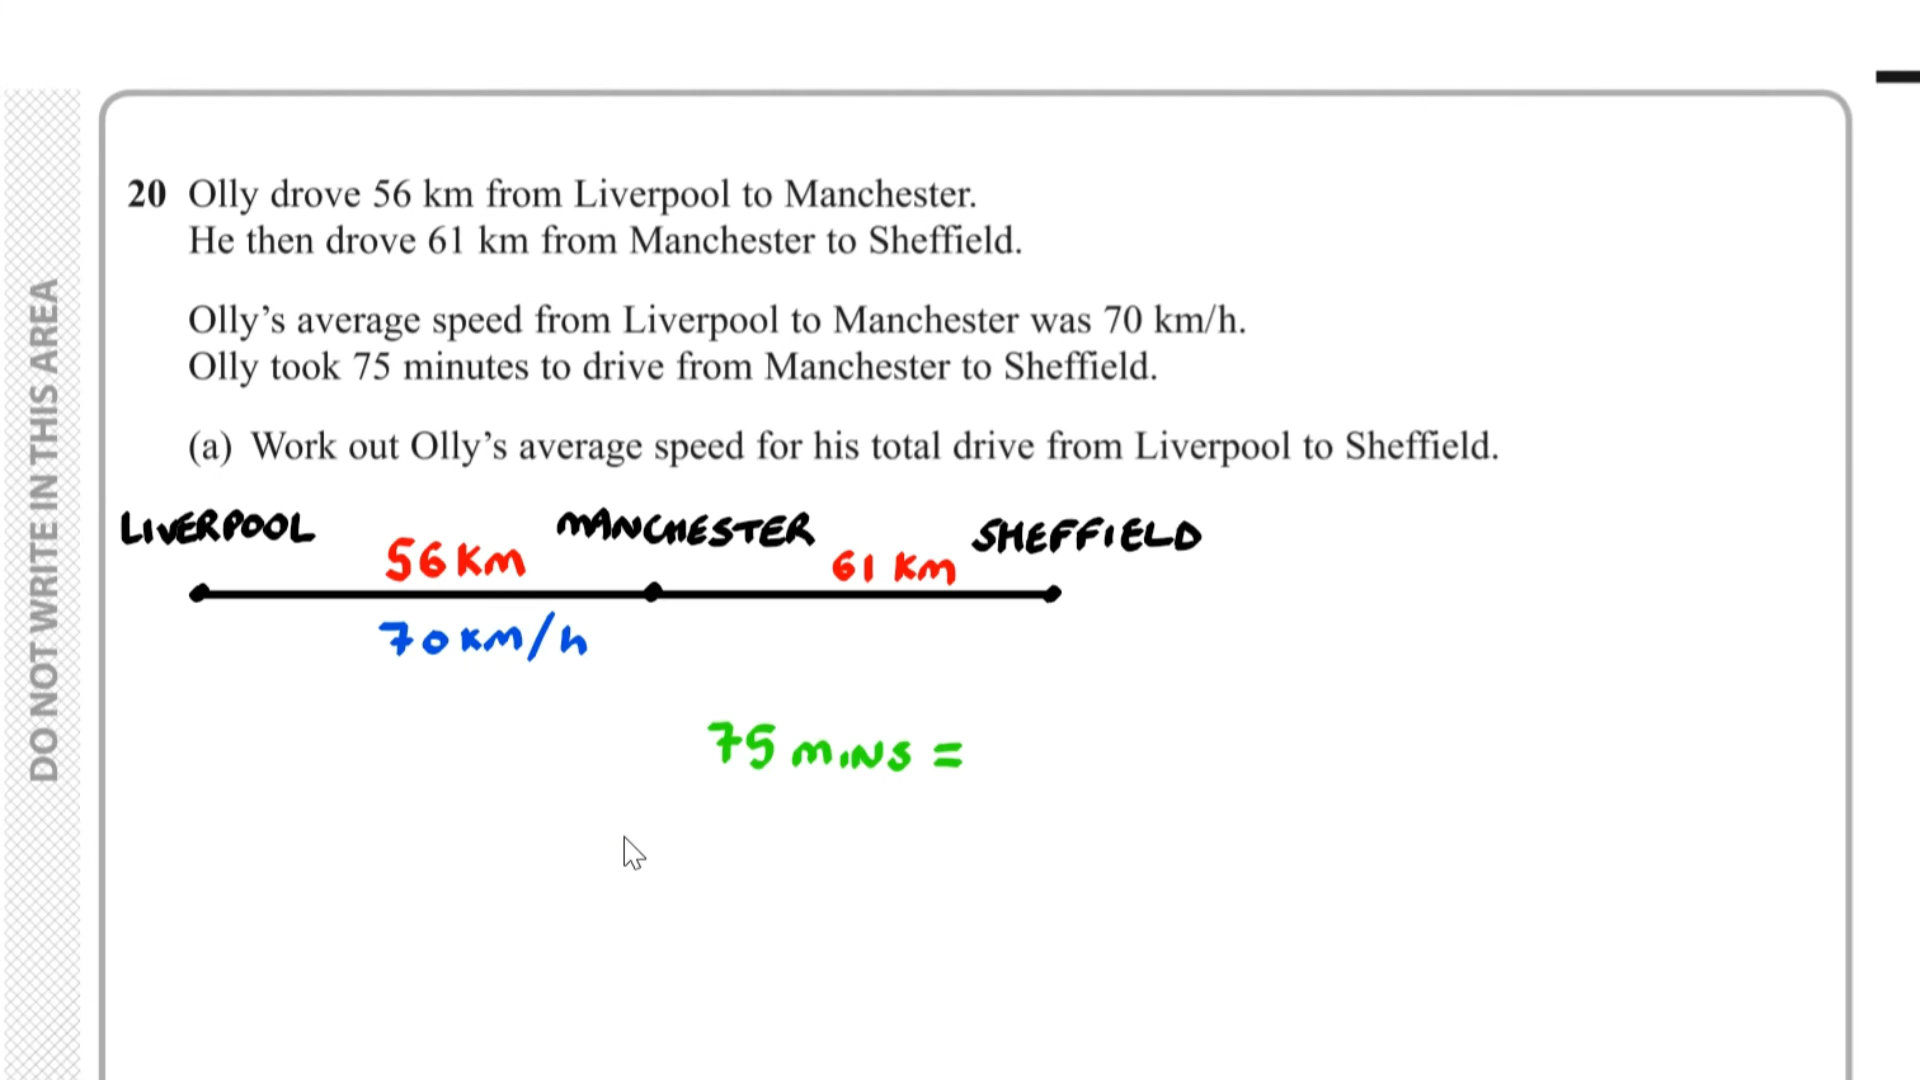 DO NOT WRITE IN THIS AREA
20 Olly drove 56 km from Liverpool to Manchester.
He then drove 61 km from Manchester to Sheffield.
Olly’s average speed from Liverpool to Manchester was 70 km/h.
Olly took 75 minutes to drive from Manchester to Sheffield.
(a) Work out Olly’s average speed for his total drive from Liverpool to Sheffield.
LIVERPOOL MANCHESTER SHEFFIELD
56 KM 61 KM
70 KM/h
75 MINS =